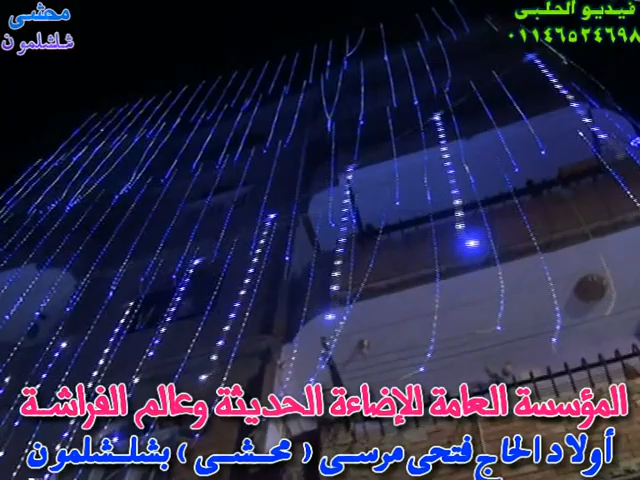 محشى
شلشلمون
فيديو الحلبى
٠١١٤٦٥٢٤٦٩٨
المؤسسة العامة للإضاءة الحديثة وعالم الفراشة
أولاد الحاج فتحى مرسى ( محشى ) بشلشلمون